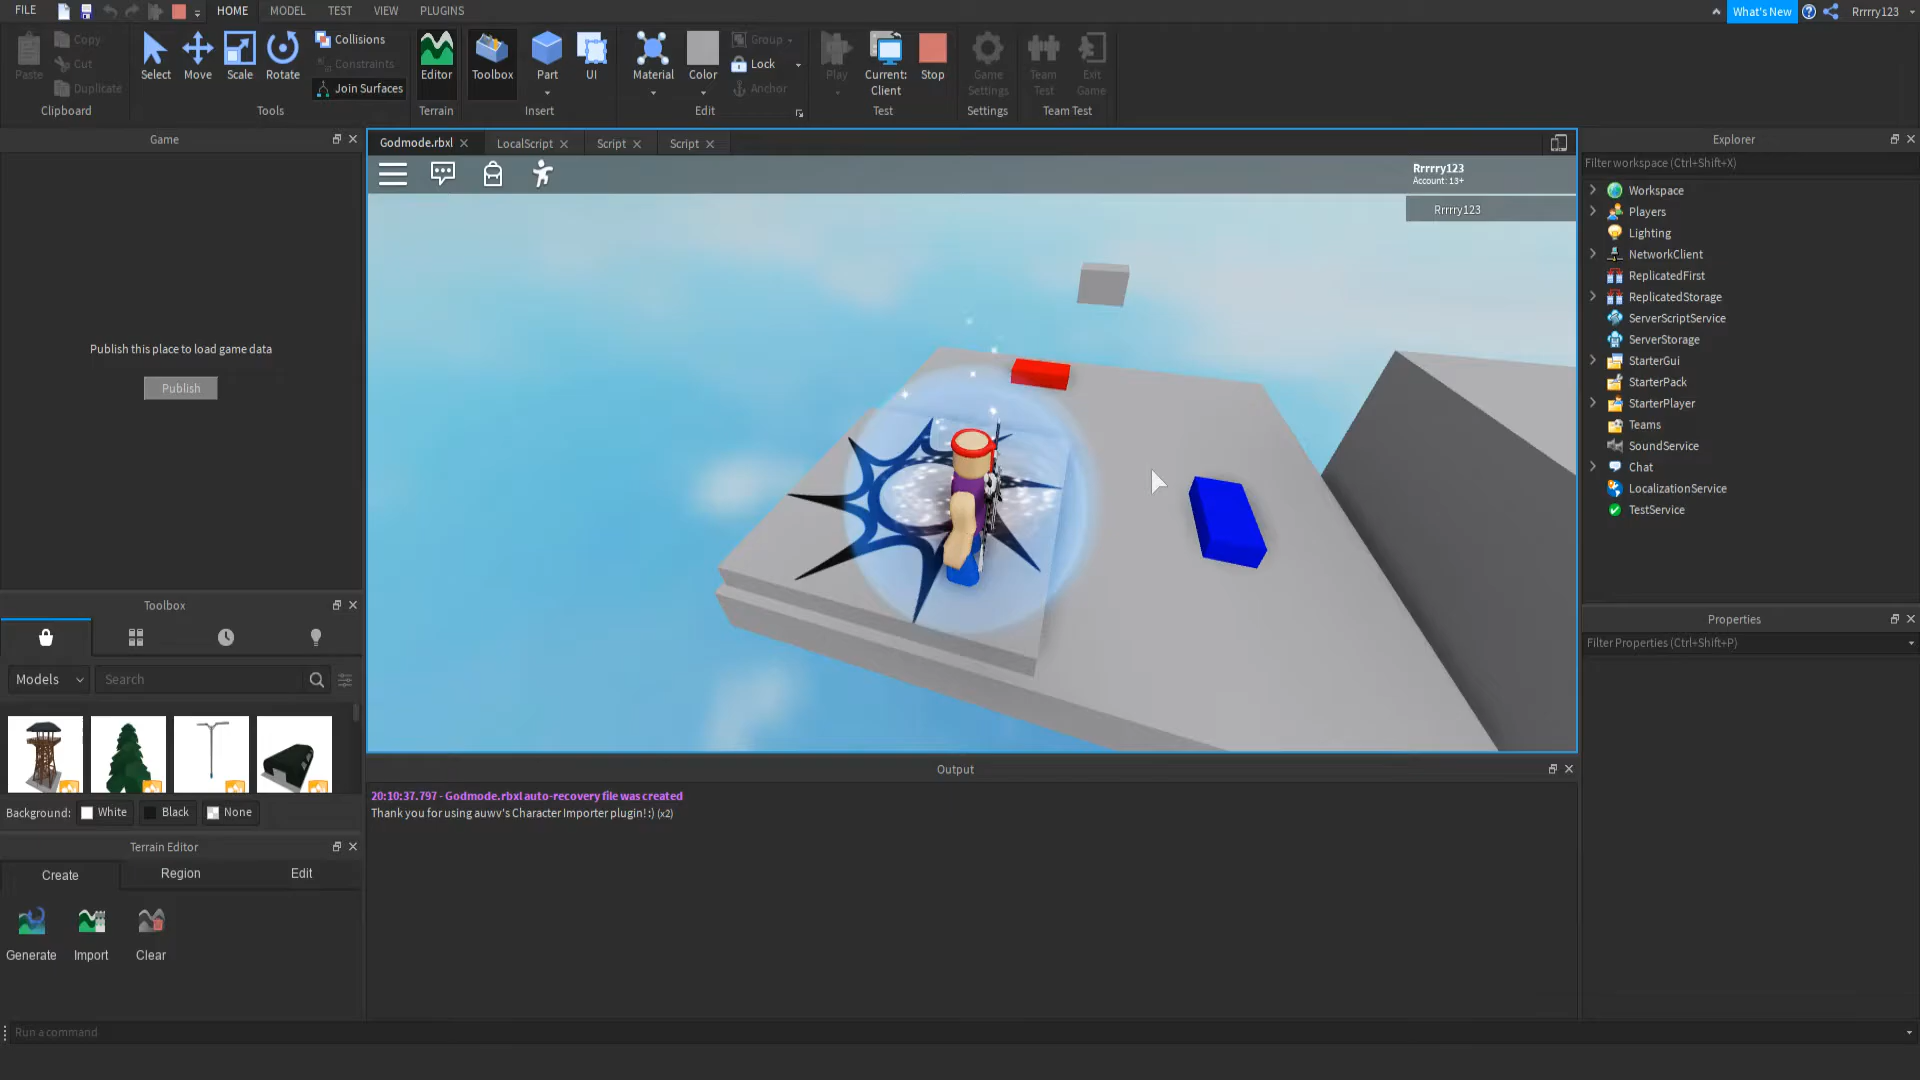 FILE HOME MODEL TEST VIEW PLUGINS What's New Rrrrry123
Paste Copy Cut Duplicate Clipboard
Select Move Scale Rotate Collisions Constraints Join Surfaces Tools
Editor Terrain
Toolbox Part UI Insert
Material Color Group Lock Anchor Edit
Play Current: Client Stop Test
Game Settings Settings
Team Test Exit Game Team Test
Game
Publish this place to load game data
Publish
Toolbox
Models Search
Background: White Black None
Terrain Editor
Create Region Edit
Generate Import Clear
Godmode.rbxl LocalScript Script Script
Rrrrry123
Account: 13+
Rrrrry123
Output
20:10:37.797 - Godmode.rbxl auto-recovery file was created
Thank you for using auwv's Character Importer plugin! :) (x2)
Explorer
Filter workspace (Ctrl+Shift+X)
Workspace
Players
Lighting
NetworkClient
ReplicatedFirst
ReplicatedStorage
ServerScriptService
ServerStorage
StarterGui
StarterPack
StarterPlayer
Teams
SoundService
Chat
LocalizationService
TestService
Properties
Filter Properties (Ctrl+Shift+P)
Run a command